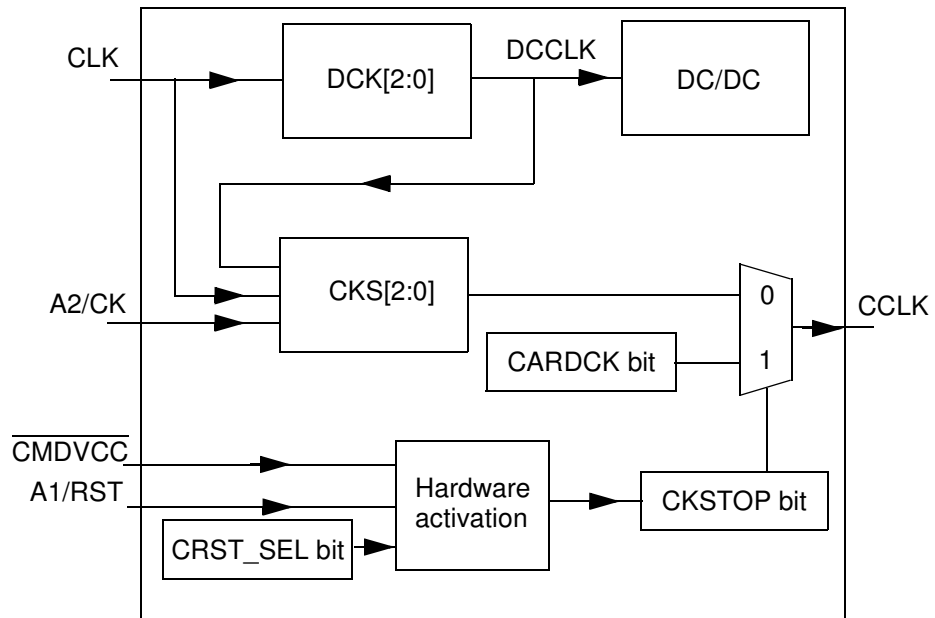 CLK
DCK[2:0]
DCCLK
DC/DC
A2/CK
CKS[2:0]
0
1
CCLK
CARDCK bit
CMDVCC
A1/RST
Hardware
activation
CKSTOP bit
CRST_SEL bit